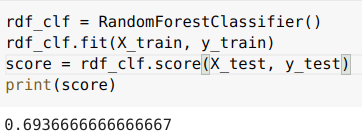 rdf_clf = RandomForestClassifier()
rdf_clf.fit(X_train, y_train)
score = rdf_clf.score(X_test, y_test)
print(score)
0.6936666666666667